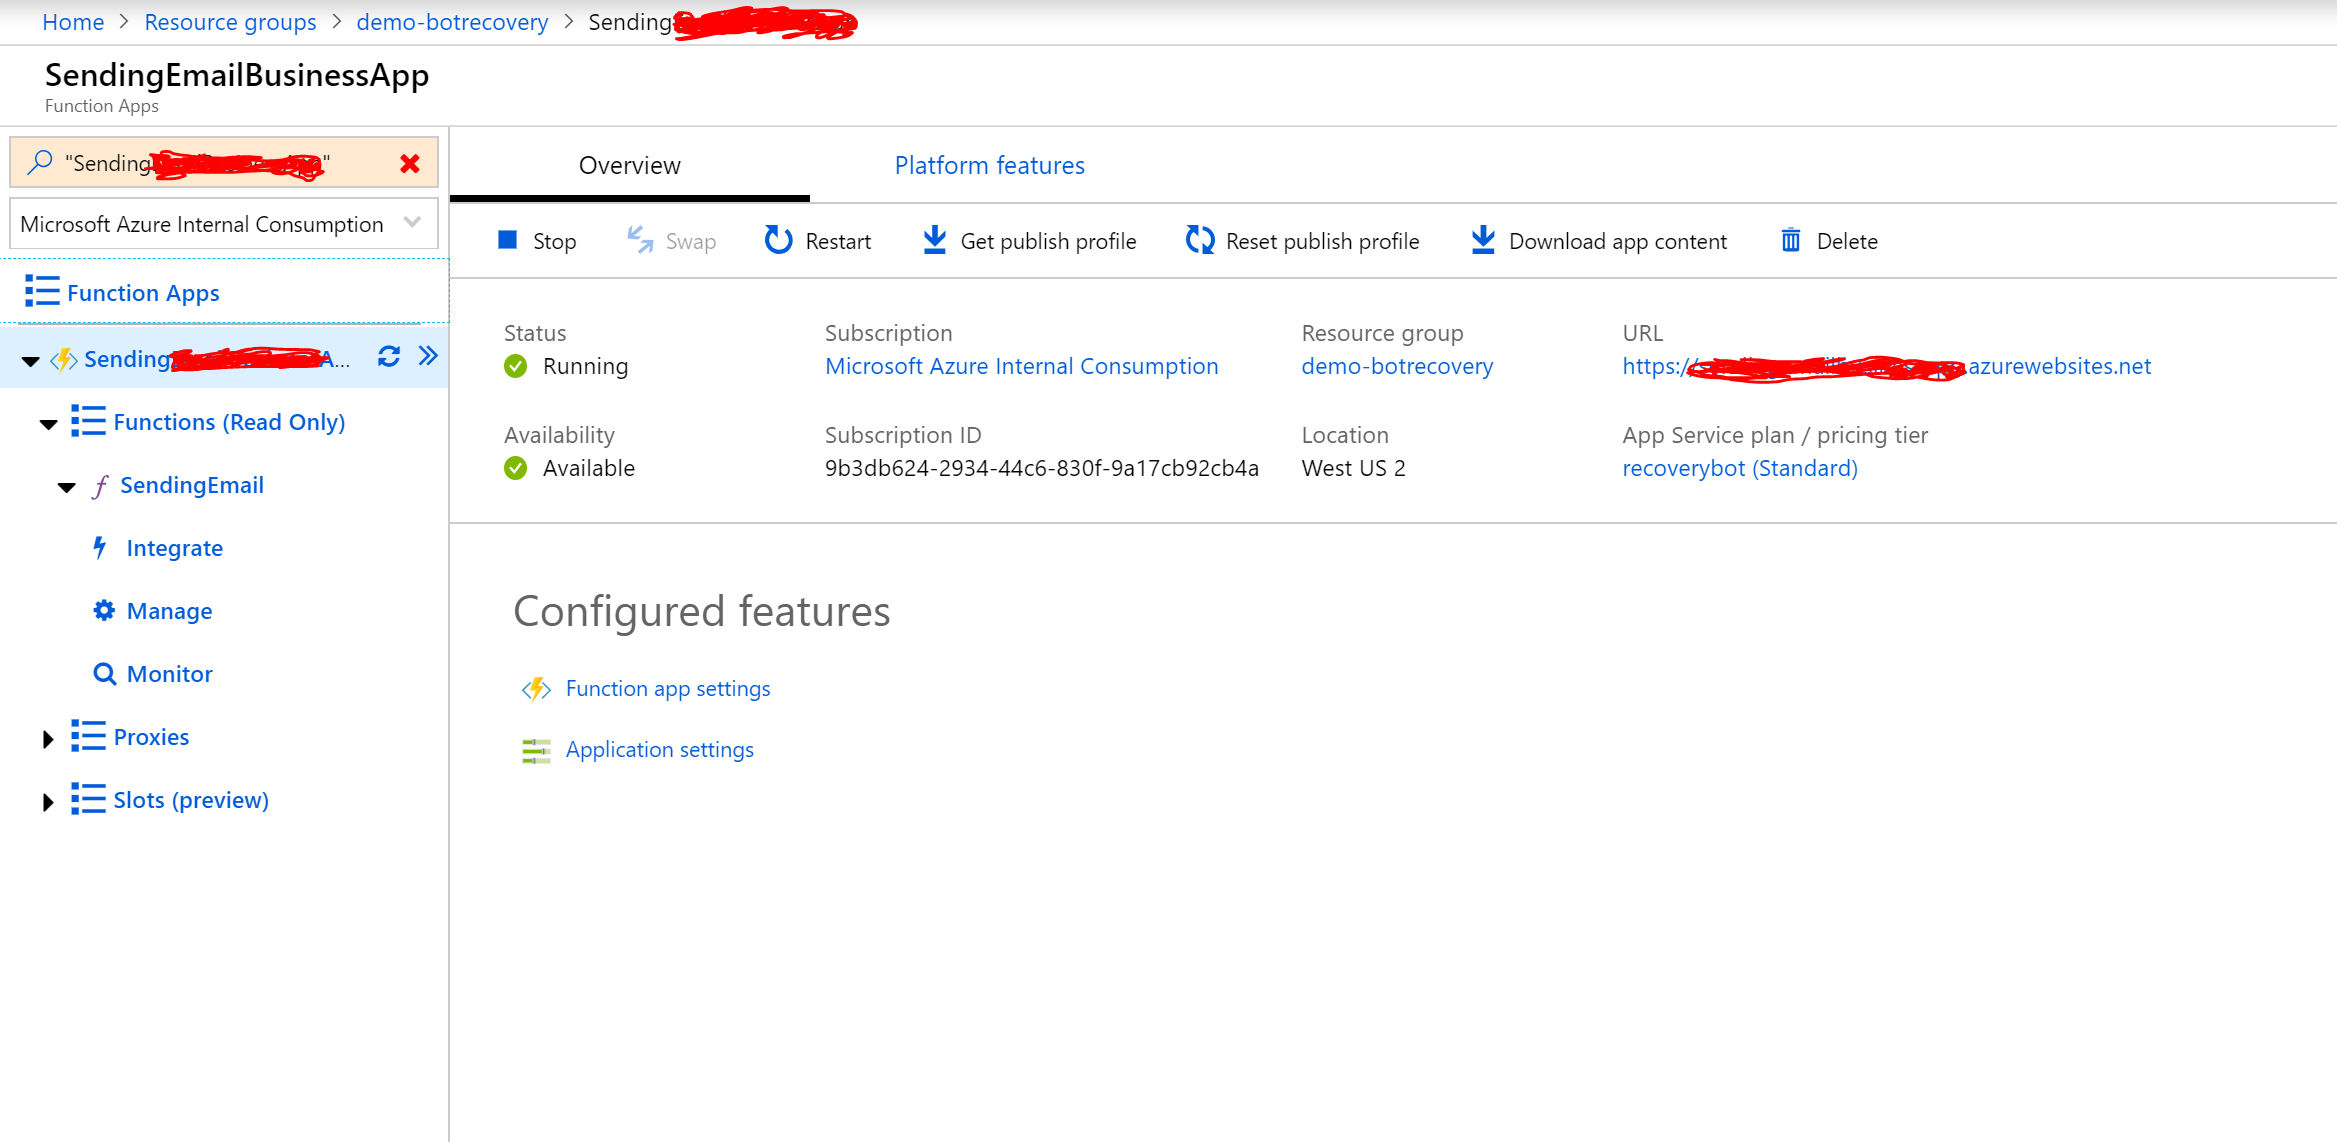 Home > Resource groups > demo-botrecovery > Sending
SendingEmailBusinessApp
Function Apps
"Sending "
Microsoft Azure Internal Consumption
Function Apps
Sending A...
Functions (Read Only)
SendingEmail
Integrate
Manage
Monitor
Proxies
Slots (preview)
Overview Platform features
Stop Swap Restart Get publish profile Reset publish profile Download app content Delete
Status Subscription Resource group URL
Running Microsoft Azure Internal Consumption demo-botrecovery https:/ .azurewebsites.net
Availability Subscription ID Location App Service plan / pricing tier
Available 9b3db624-2934-44c6-830f-9a17cb92cb4a West US 2 recoverybot (Standard)
Configured features
Function app settings
Application settings